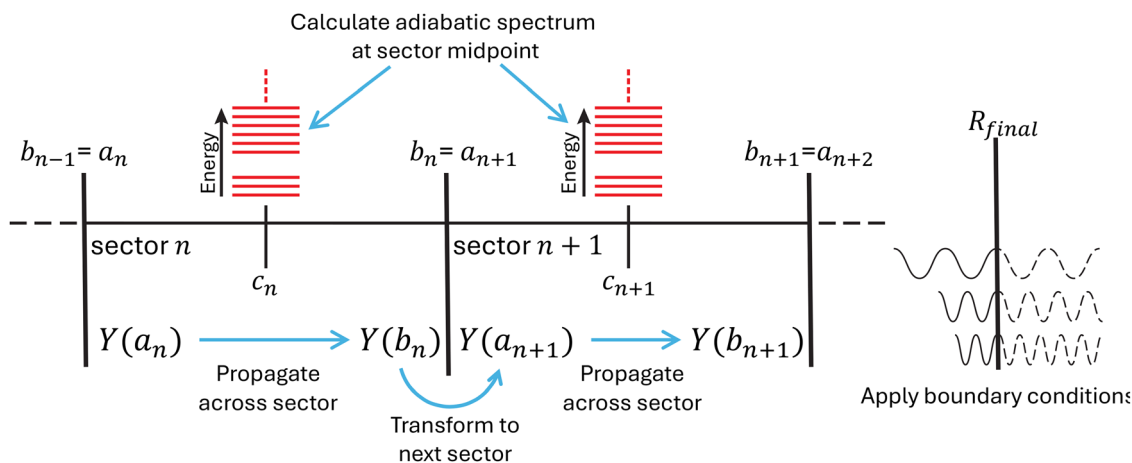 Calculate adiabatic spectrum
at sector midpoint
Energy
Energy
R_{final}
b_{n−1} = a_n
b_n = a_{n+1}
b_{n+1}=a_{n+2}
sector n
sector n + 1
c_n
c_{n+1}
Y(a_n)
Y(b_n)
Y(a_{n+1})
Y(b_{n+1})
Propagate
across sector
Propagate
across sector
Transform to
next sector
Apply boundary conditions